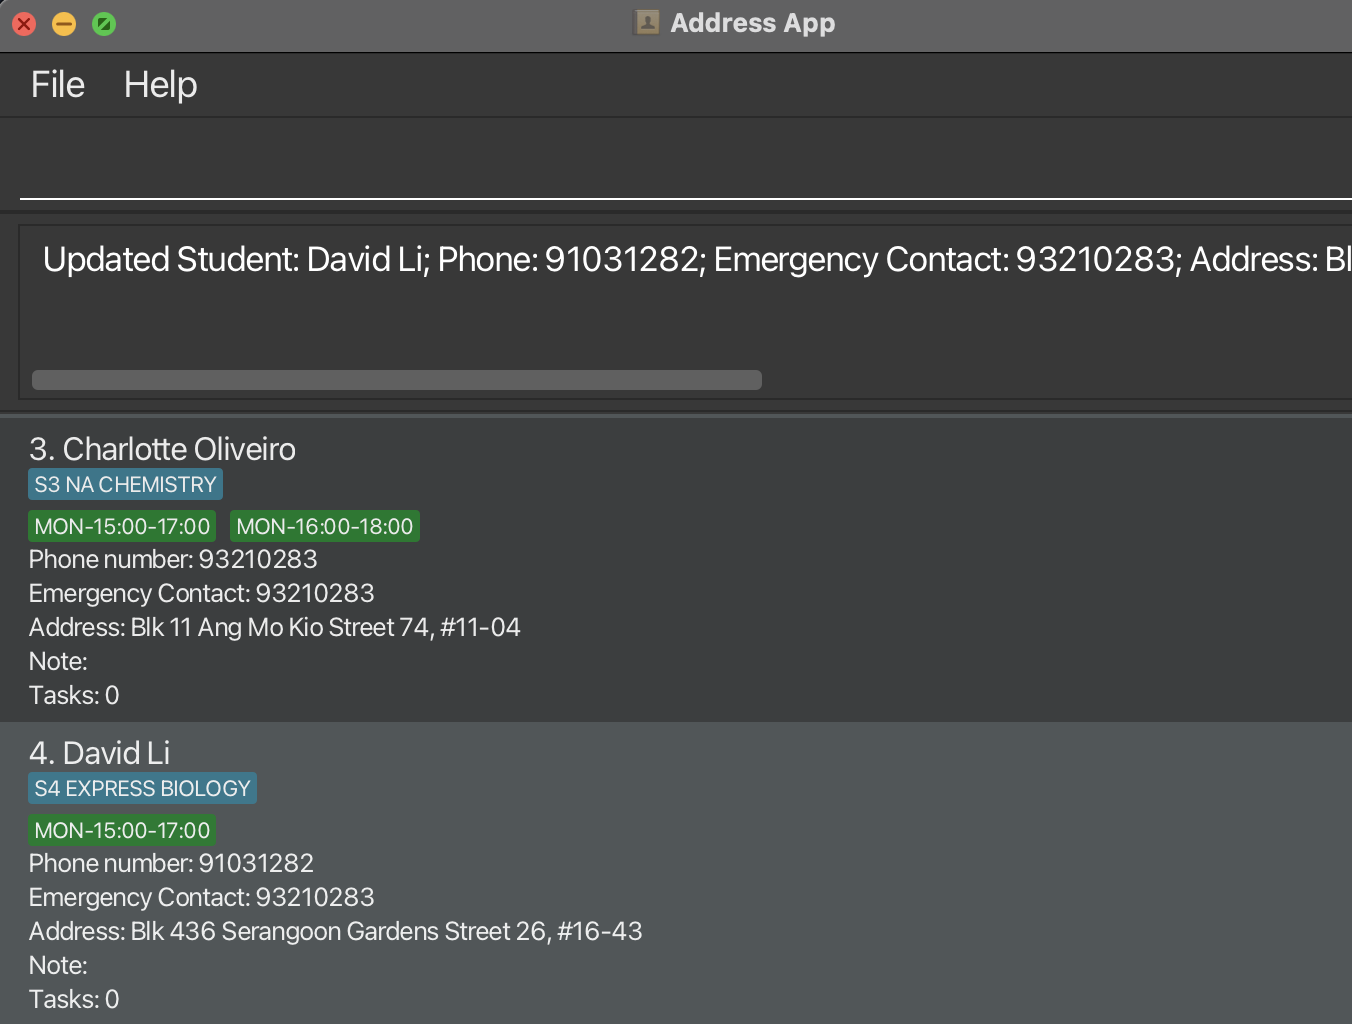 Address App
File Help
Updated Student: David Li; Phone: 91031282; Emergency Contact: 93210283; Address: Bl
3. Charlotte Oliveiro
S3 NA CHEMISTRY
MON-15:00-17:00 MON-16:00-18:00
Phone number: 93210283
Emergency Contact: 93210283
Address: Blk 11 Ang Mo Kio Street 74, #11-04
Note:
Tasks: 0
4. David Li
S4 EXPRESS BIOLOGY
MON-15:00-17:00
Phone number: 91031282
Emergency Contact: 93210283
Address: Blk 436 Serangoon Gardens Street 26, #16-43
Note:
Tasks: 0